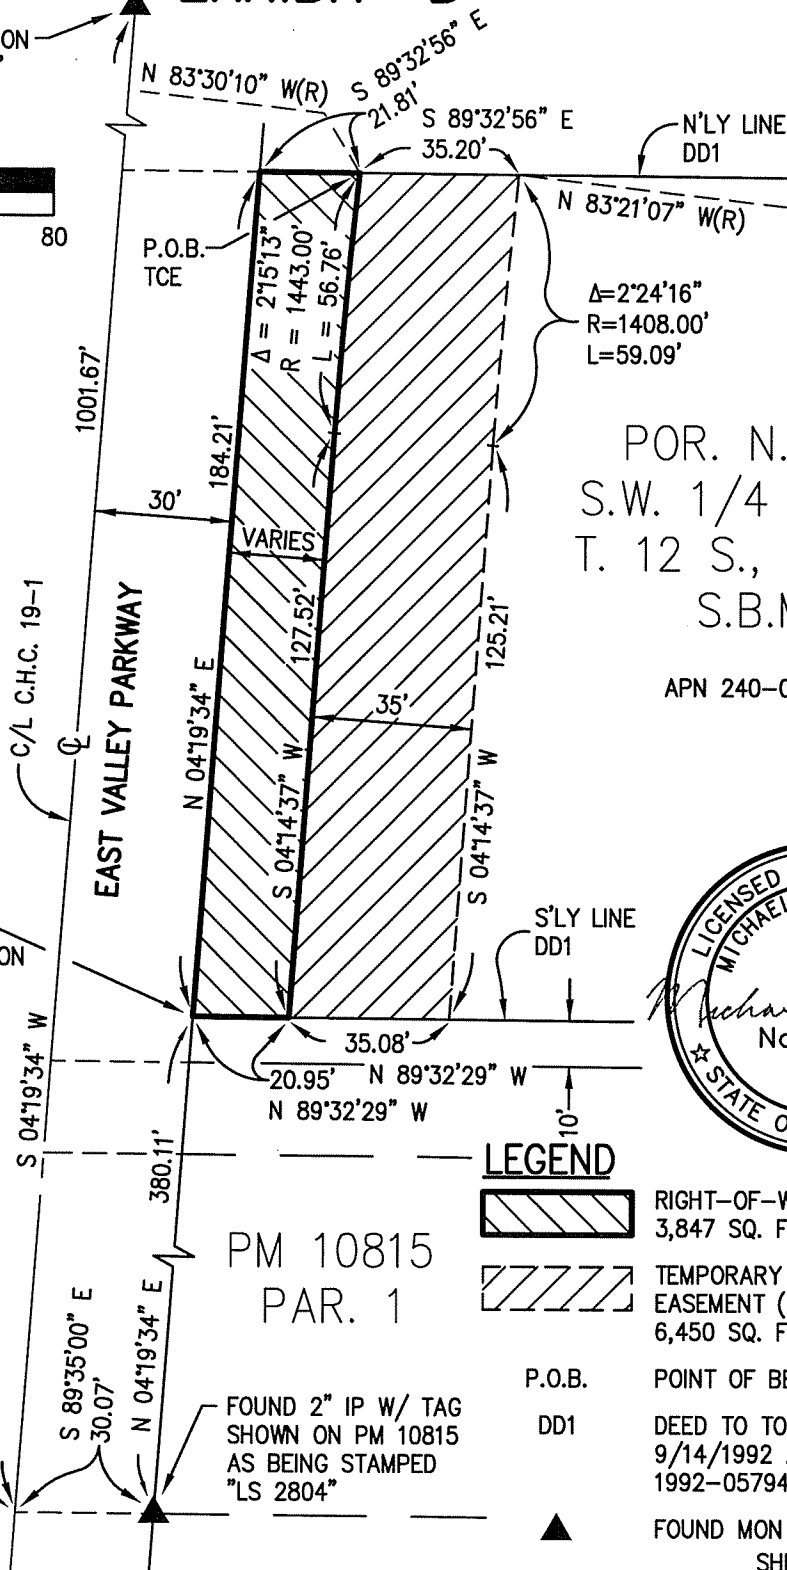 ON
S 89°32'56" E
21.81'
N 83°30'10" W(R)
S 89°32'56" E
35.20'
N'LY LINE
DD1
N 83°21'07" W(R)
80
P.O.B.
TCE
Δ = 2°15'13"
R = 1443.00'
L = 56.76'
Δ=2°24'16"
R=1408.00'
L=59.09'
1001.67'
184.21'
30'
VARIES
POR. N.
S.W. 1/4
T. 12 S.,
S.B.M
APN 240-0
C/L C.H.C. 19-1
EAST VALLEY PARKWAY
N 04°19'34" E
127.52'
S 04°14'37" W
35'
125.21'
S 04°14'37" W
S'LY LINE
DD1
ON
35.08'
N 89°32'29" W
20.95'
N 89°32'29" W
10'
S 04°19'34" W
380.11'
LICENSED
MICHAEL
No
STATE O
PM 10815
PAR. 1
S 89°35'00" E
30.07'
N 04°19'34" E
FOUND 2" IP W/ TAG
SHOWN ON PM 10815
AS BEING STAMPED
"LS 2804"
LEGEND
RIGHT-OF-W
3,847 SQ. F
TEMPORARY
EASEMENT (
6,450 SQ. F
P.O.B. POINT OF BE
DD1 DEED TO TO
9/14/1992
1992-05794
FOUND MON
SH